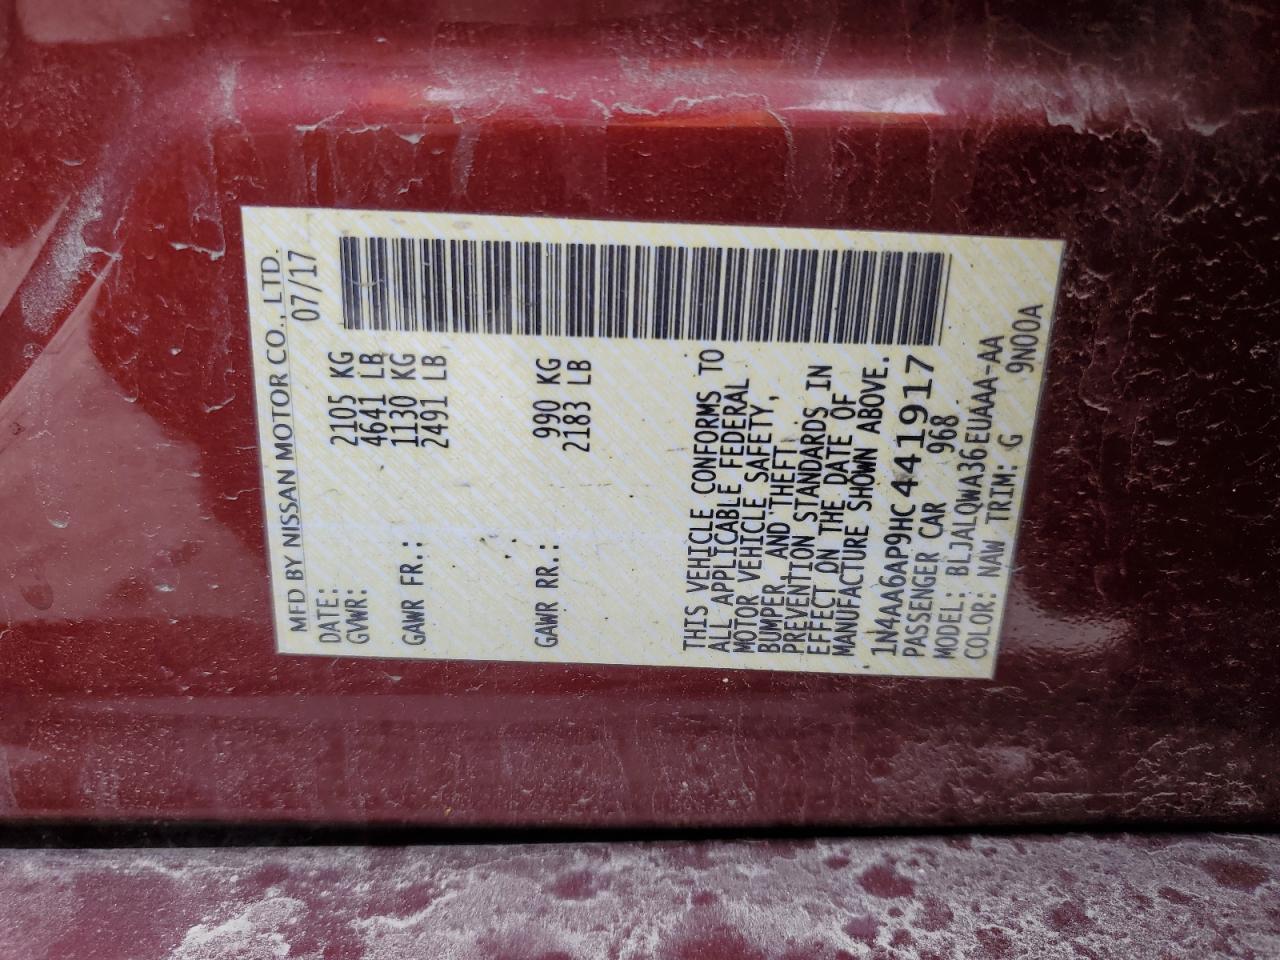 MFD BY NISSAN MOTOR CO., LTD.
DATE: 07/17
GVWR: 2105 KG
4641 LB
GAWR FR.: 1130 KG
2491 LB
GAWR RR.: 990 KG
2183 LB
THIS VEHICLE CONFORMS TO
ALL APPLICABLE FEDERAL
MOTOR VEHICLE SAFETY,
BUMPER, AND THEFT
PREVENTION STANDARDS IN
EFFECT ON THE DATE OF
MANUFACTURE SHOWN ABOVE.
1N4AA6AP9HC441917
PASSENGER CAR 968
MODEL: BLJALQWA36EUAAA-AA
COLOR: NAW TRIM: G 9N00A